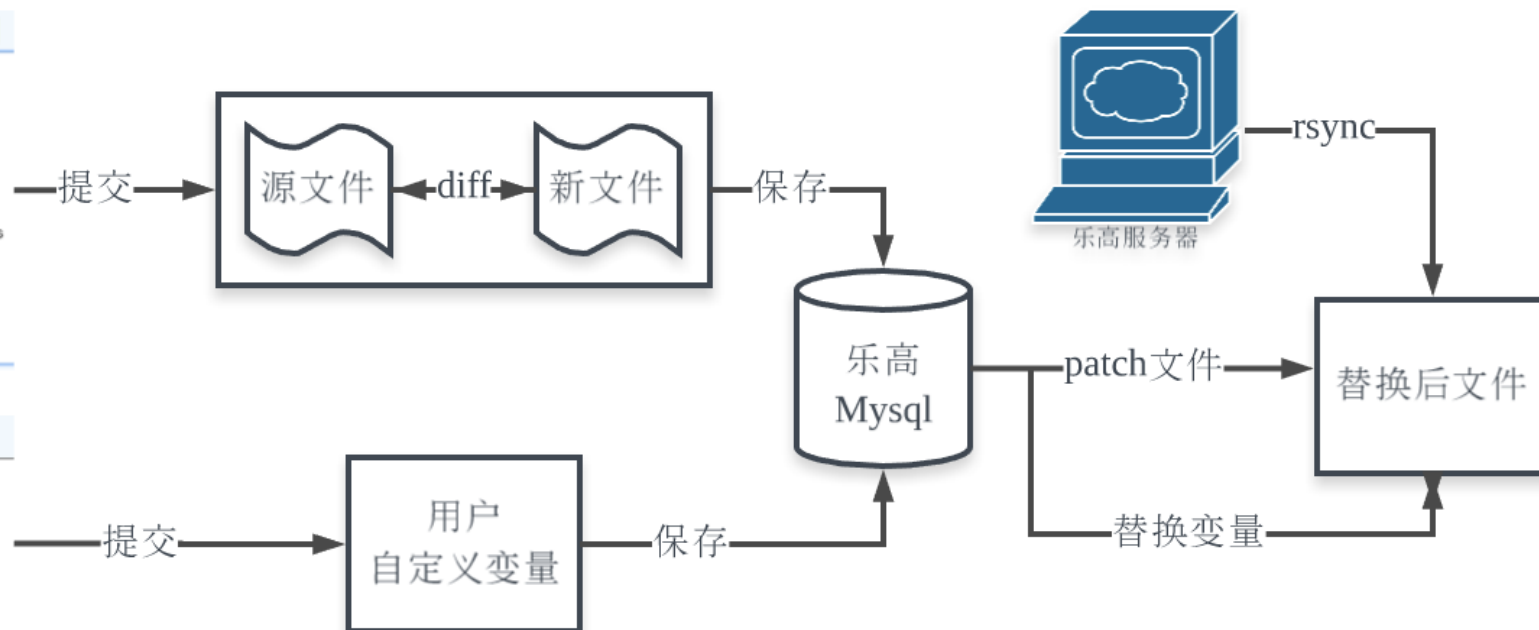 提交
源文件
diff
新文件
保存
rsync
乐高服务器
乐高
Mysql
patch文件
替换后文件
提交
用户
自定义变量
保存
替换变量